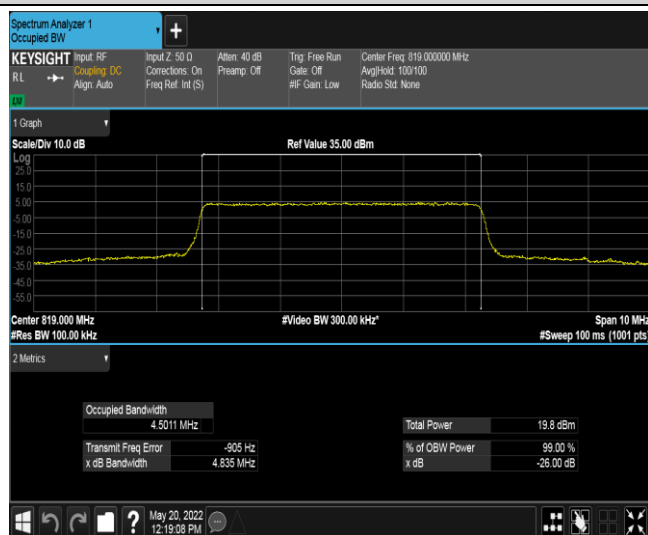 Spectrum Analyzer 1
Occupied BW
+
KEYSIGHT
RL
Input: RF
Coupling: DC
Align: Auto
Input Z: 50 Ω
Corrections: On
Freq Ref: Int (S)
Atten: 40 dB
Preamp: Off
Trig: Free Run
Gate: Off
#IF Gain: Low
Center Freq: 819.000000 MHz
Avg|Hold: 100/100
Radio Std: None
LXI
1 Graph
Scale/Div 10.0 dB
Ref Value 35.00 dBm
Log
25.0
15.0
5.00
-5.00
-15.0
-25.0
-35.0
-45.0
-55.0
Center 819.000 MHz
#Video BW 300.00 kHz*
Span 10 MHz
#Res BW 100.00 kHz
#Sweep 100 ms (1001 pts)
2 Metrics
Occupied Bandwidth
4.5011 MHz
Total Power 19.8 dBm
Transmit Freq Error -905 Hz
% of OBW Power 99.00 %
x dB Bandwidth 4.835 MHz
x dB -26.00 dB
?
May 20, 2022
12:19:08 PM